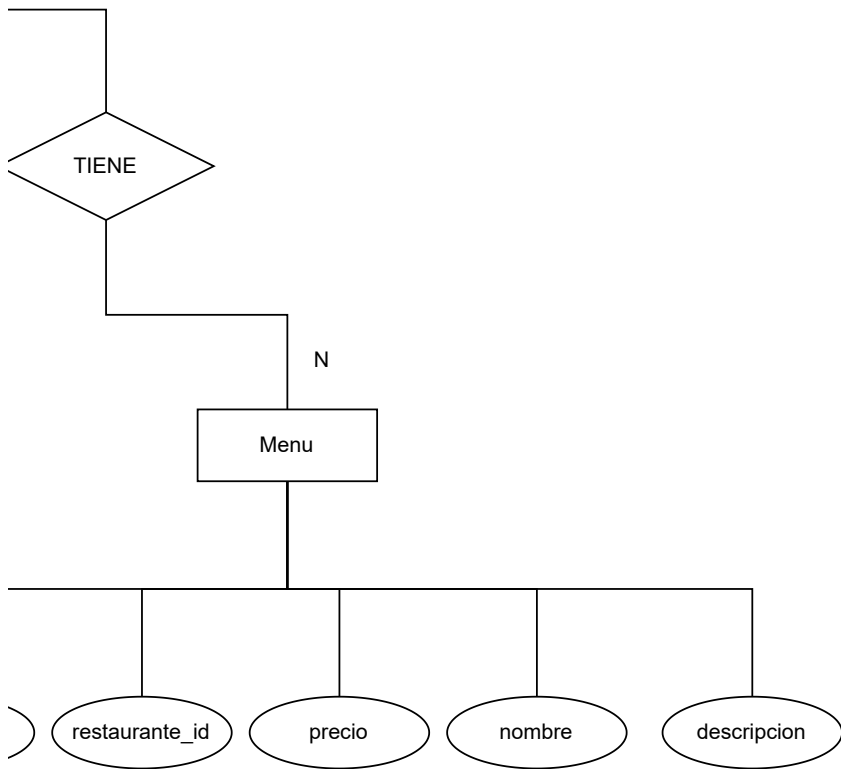 TIENE
N
Menu
restaurante_id
precio
nombre
descripcion